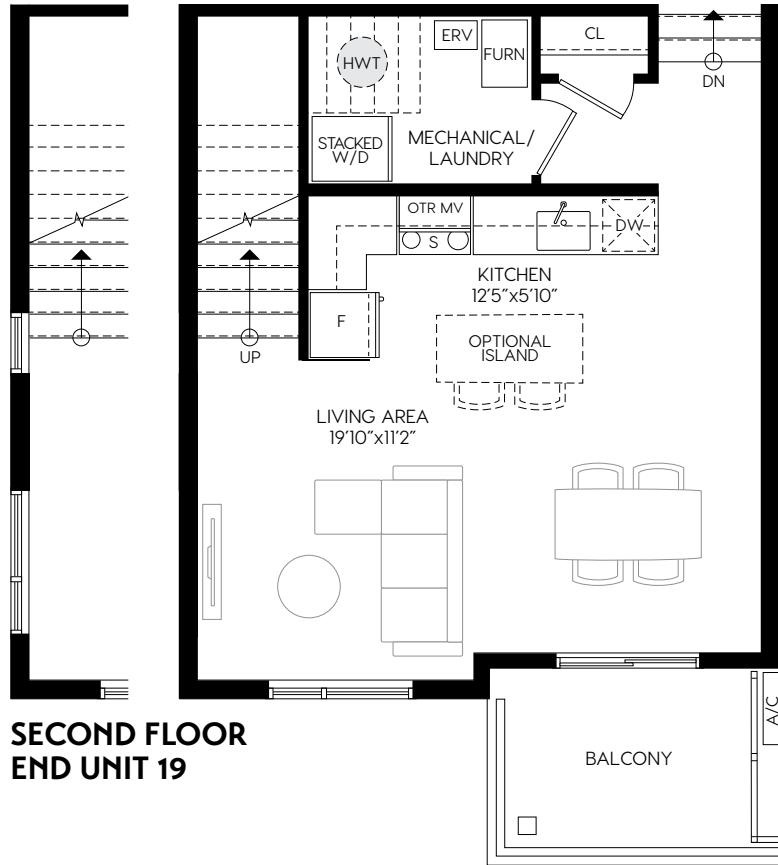 ERV
CL
FURN
HWT
DN
STACKED
W/D
MECHANICAL/
LAUNDRY
OTR MV
S
DW
KITCHEN
12'5"x5'10"
F
OPTIONAL
ISLAND
UP
LIVING AREA
19'10"x11'2"
A/C
SECOND FLOOR
END UNIT 19
BALCONY